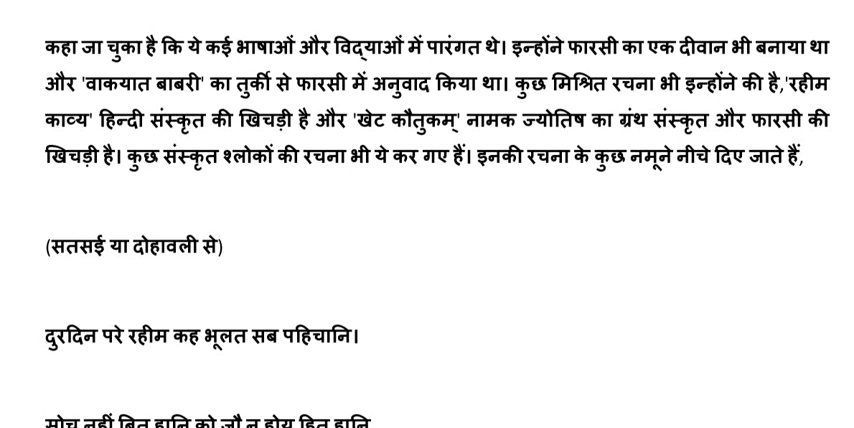 कहा जा चुका है कि ये कई भाषाओं और विद्याओं में पारंगत थे। इन्होंने फारसी का एक दीवान भी बनाया था
और 'वाकयात बाबरी' का तुर्की से फारसी में अनुवाद किया था। कुछ मिश्रित रचना भी इन्होंने की है,'रहीम
काव्य' हिन्दी संस्कृत की खिचड़ी है और 'खेट कौतुकम्' नामक ज्योतिष का ग्रंथ संस्कृत और फारसी की
खिचड़ी है। कुछ संस्कृत श्लोकों की रचना भी ये कर गए हैं। इनकी रचना के कुछ नमूने नीचे दिए जाते हैं,
(सतसई या दोहावली से)
दुरदिन परे रहीम कह भूलत सब पहिचानि।
सोच नहीं बित हानि को जौ न होय हित हानि